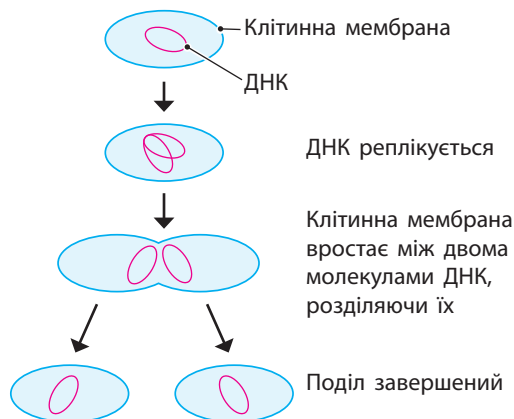 Клітинна мембрана
ДНК
ДНК реплікується
Клітинна мембрана
вростає між двома
молекулами ДНК,
розділяючи їх
Поділ завершений